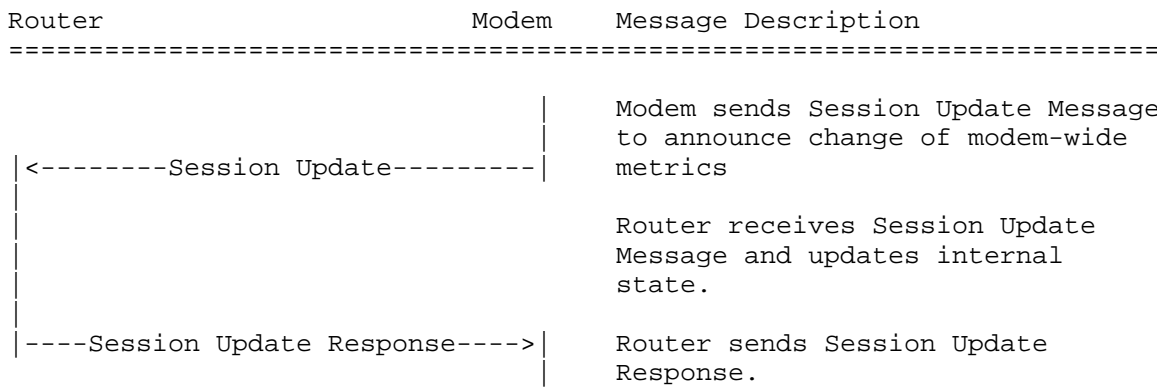 Router                       Modem    Message Description
========================================================================

                                 |    Modem sends Session Update Message
                                 |    to announce change of modem-wide
|<--------Session Update---------|    metrics
|
|                                     Router receives Session Update
|                                     Message and updates internal
|                                     state.
|
|----Session Update Response---->|    Router sends Session Update
                                 |    Response.